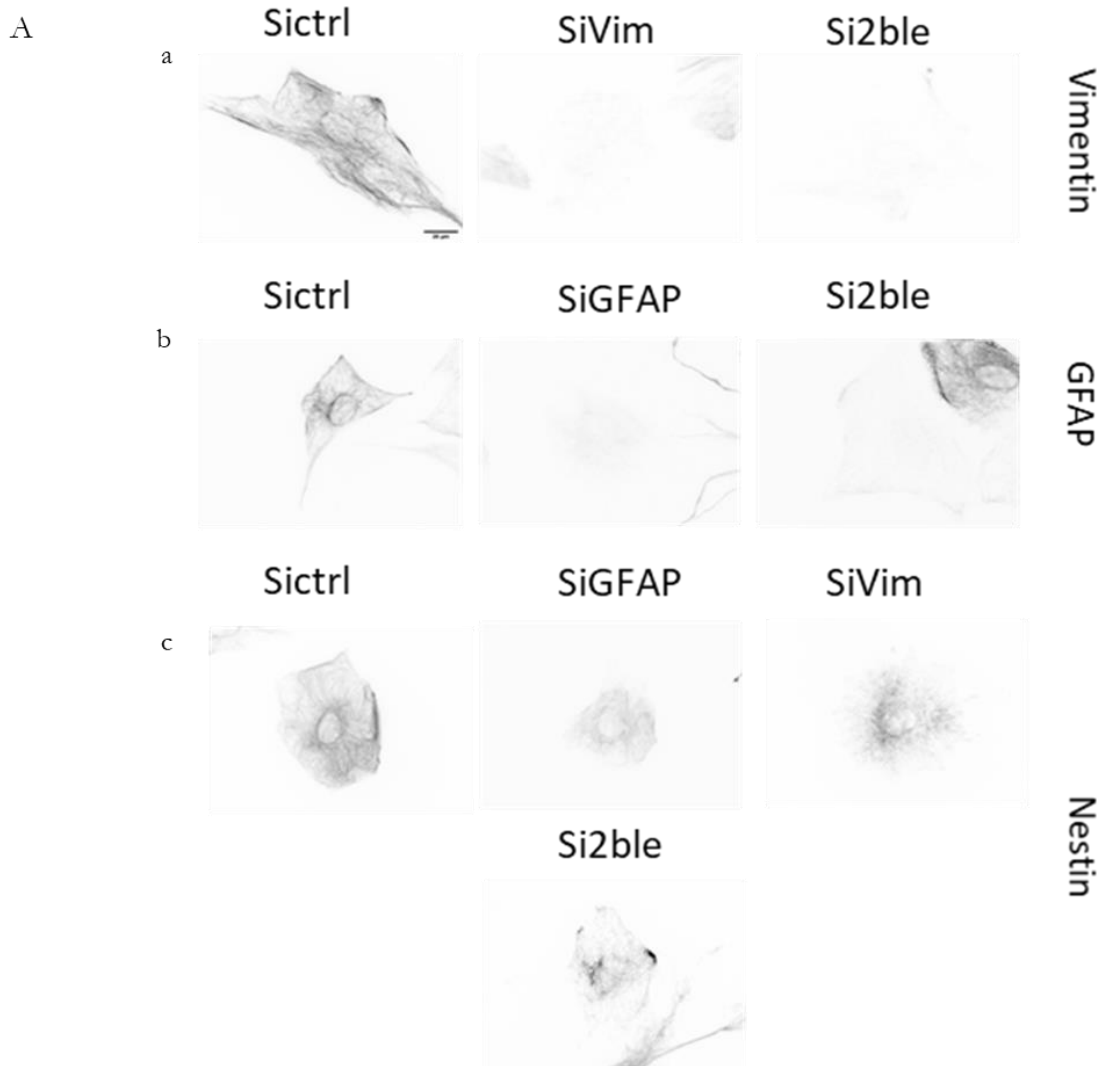 A
Sictrl SiVim Si2ble
a
Vimentin
Sictrl SiGFAP Si2ble
b
GFAP
Sictrl SiGFAP SiVim
c
Si2ble
Nestin